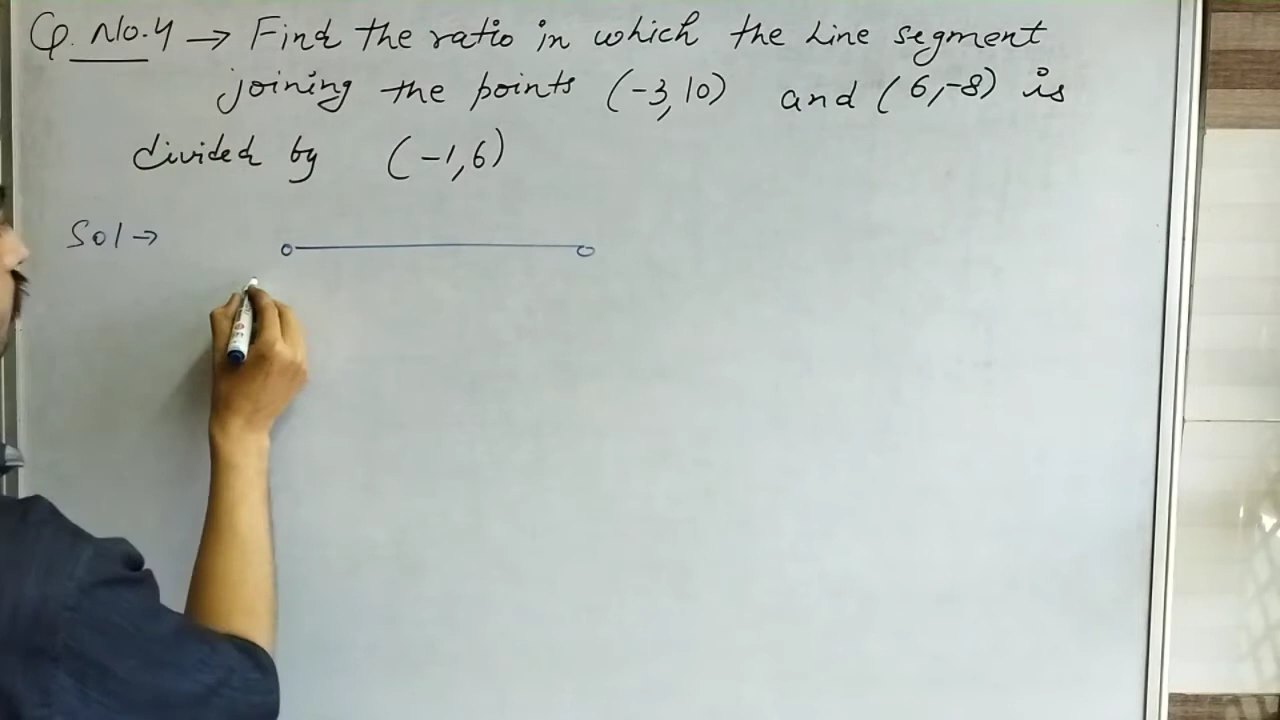 Q. No.4 → Find the ratio in which the Line segment
joining the points (-3,10) and (6,-8) is
divided by (-1,6)
Sol →